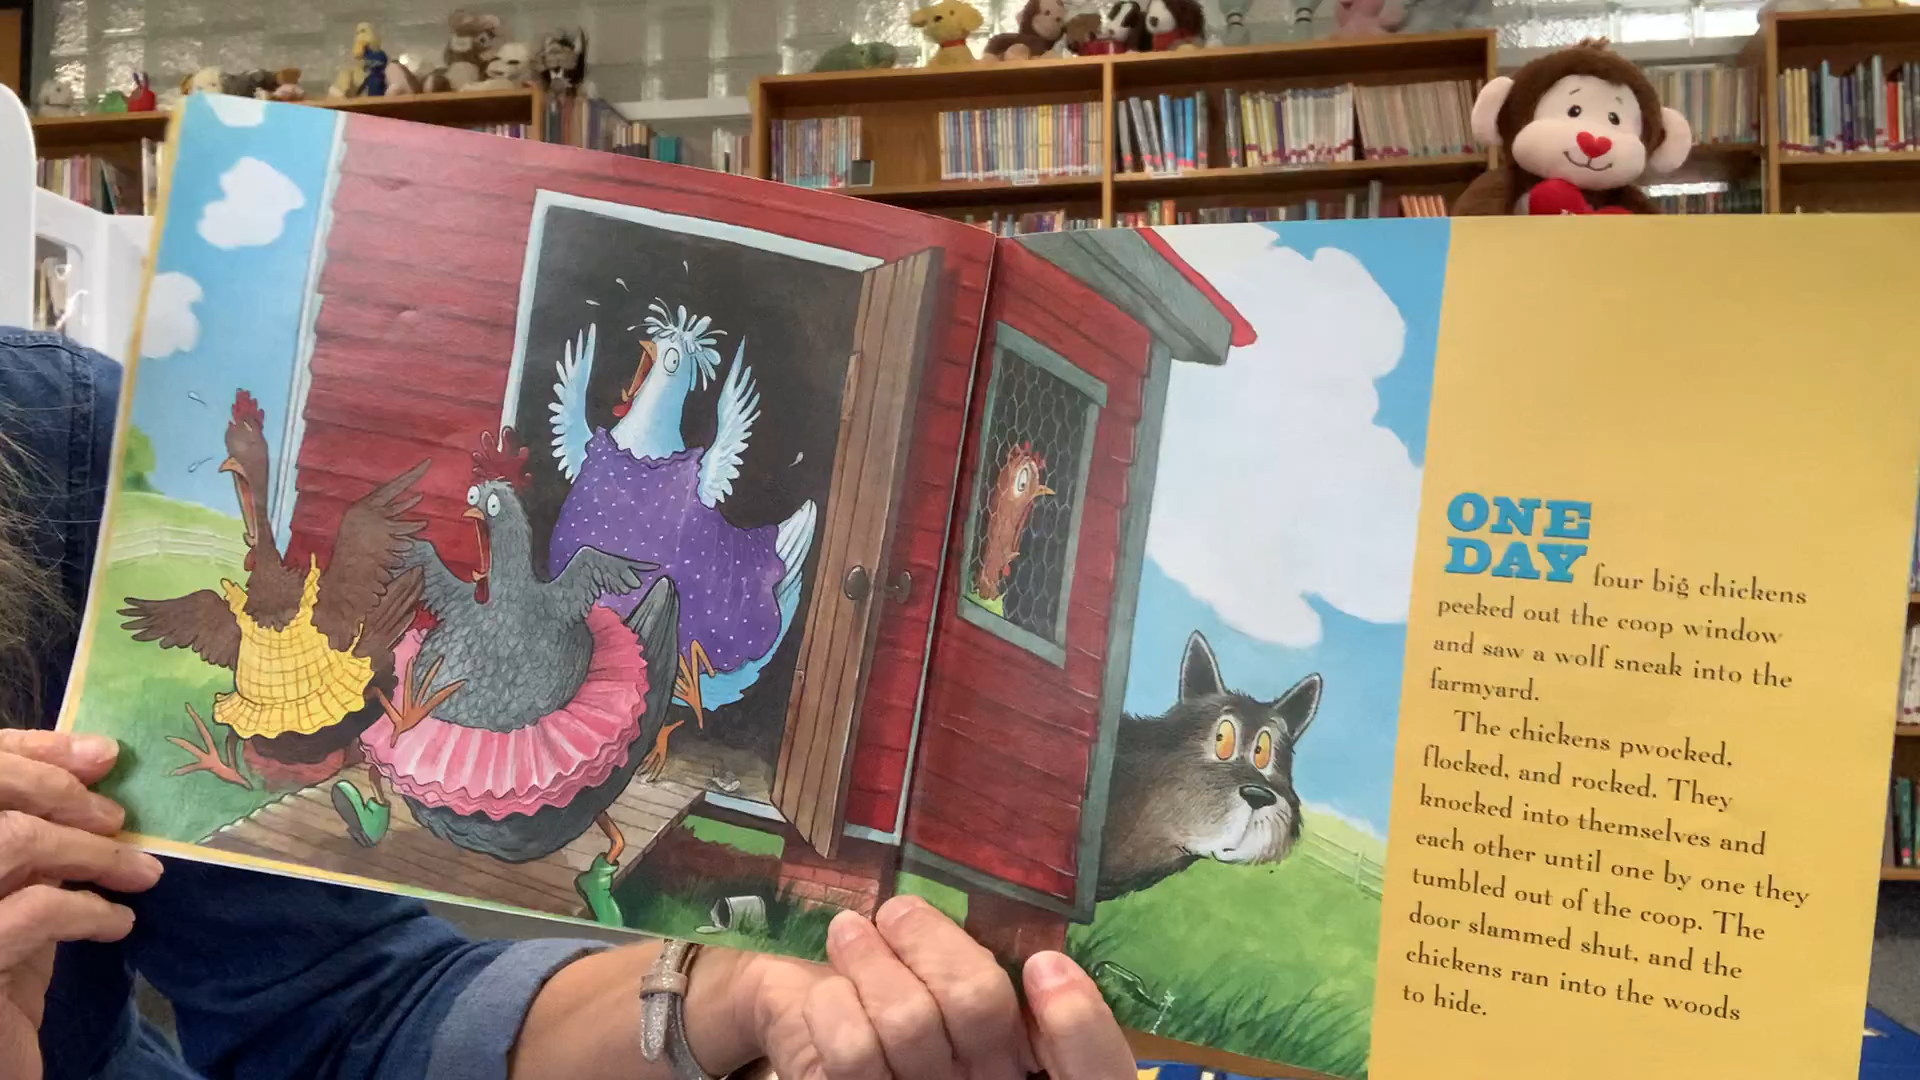 ONE
DAY four big chickens
peeked out the coop window
and saw a wolf sneak into the
farmyard.
The chickens pwocked,
flocked, and rocked. They
knocked into themselves and
each other until one by one they
tumbled out of the coop. The
door slammed shut, and the
chickens ran into the woods
to hide.